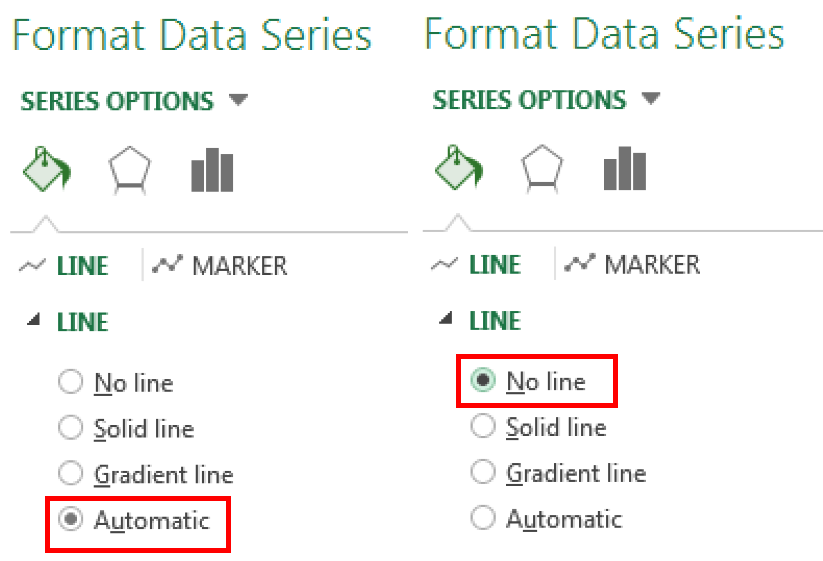 Format Data Series
SERIES OPTIONS
LINE MARKER
LINE
No line
Solid line
Gradient line
Automatic
Format Data Series
SERIES OPTIONS
LINE MARKER
LINE
No line
Solid line
Gradient line
Automatic